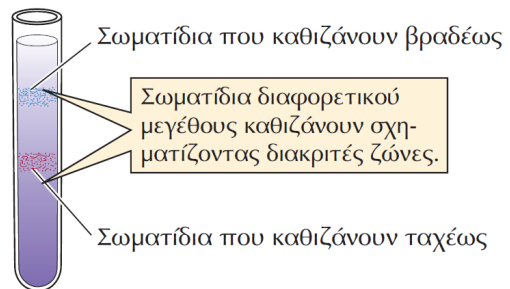 Σωματίδια που καθιζάνουν βραδέως
Σωματίδια διαφορετικού
μεγέθους καθιζάνουν σχη-
ματίζοντας διακριτές ζώνες.
Σωματίδια που καθιζάνουν ταχέως